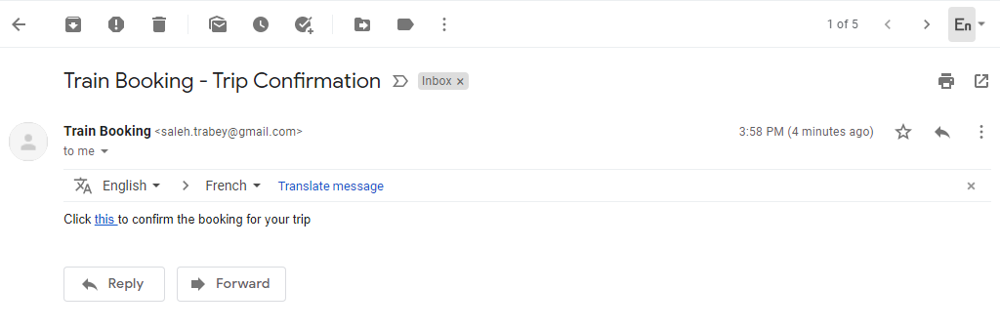 1 of 5
En
Train Booking - Trip Confirmation
Inbox ×
Train Booking <saleh.trabey@gmail.com>
3:58 PM (4 minutes ago)
to me
English > French Translate message ×
Click this to confirm the booking for your trip
Reply Forward